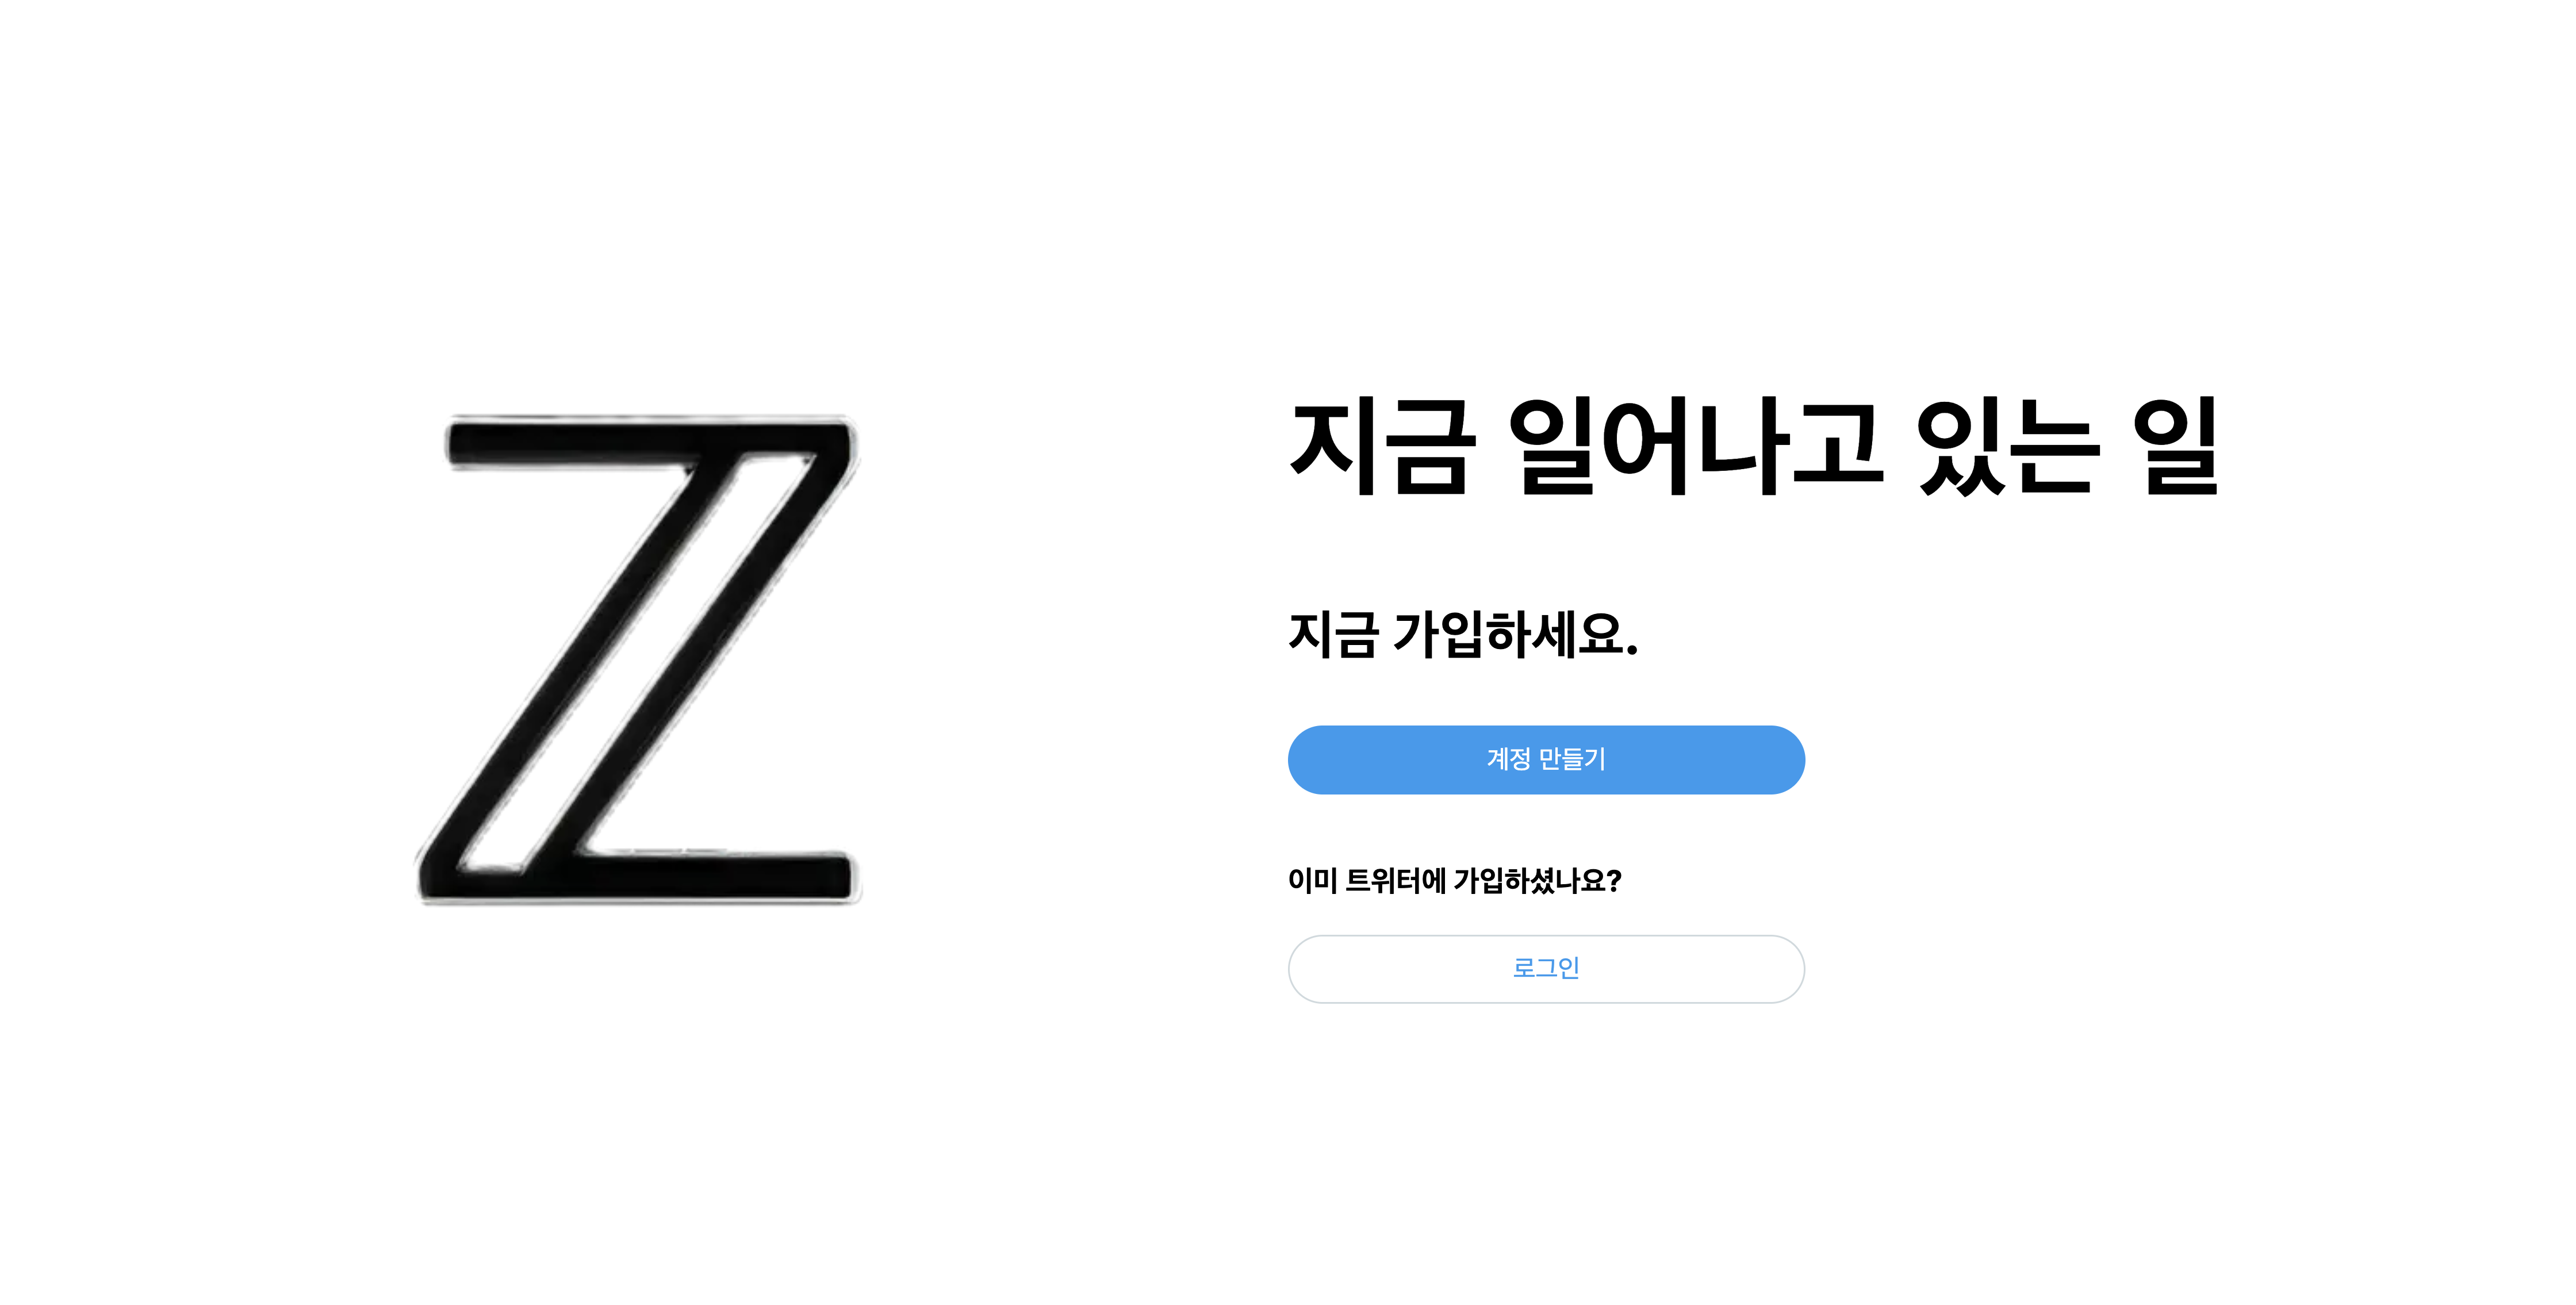 Z
지금 일어나고 있는 일
지금 가입하세요.
계정 만들기
이미 트위터에 가입하셨나요?
로그인